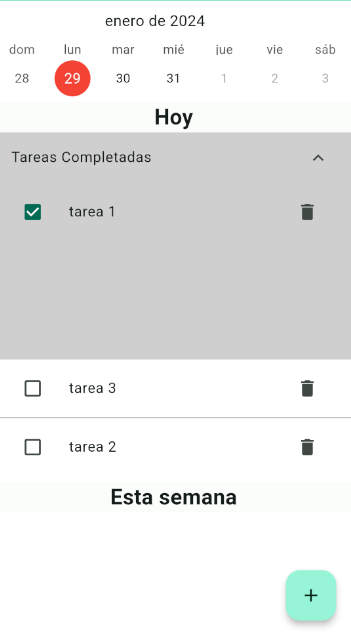 enero de 2024
dom lun mar mié jue vie sáb
28 29 30 31 1 2 3
Hoy
Tareas Completadas
tarea 1
tarea 3
tarea 2
Esta semana
+